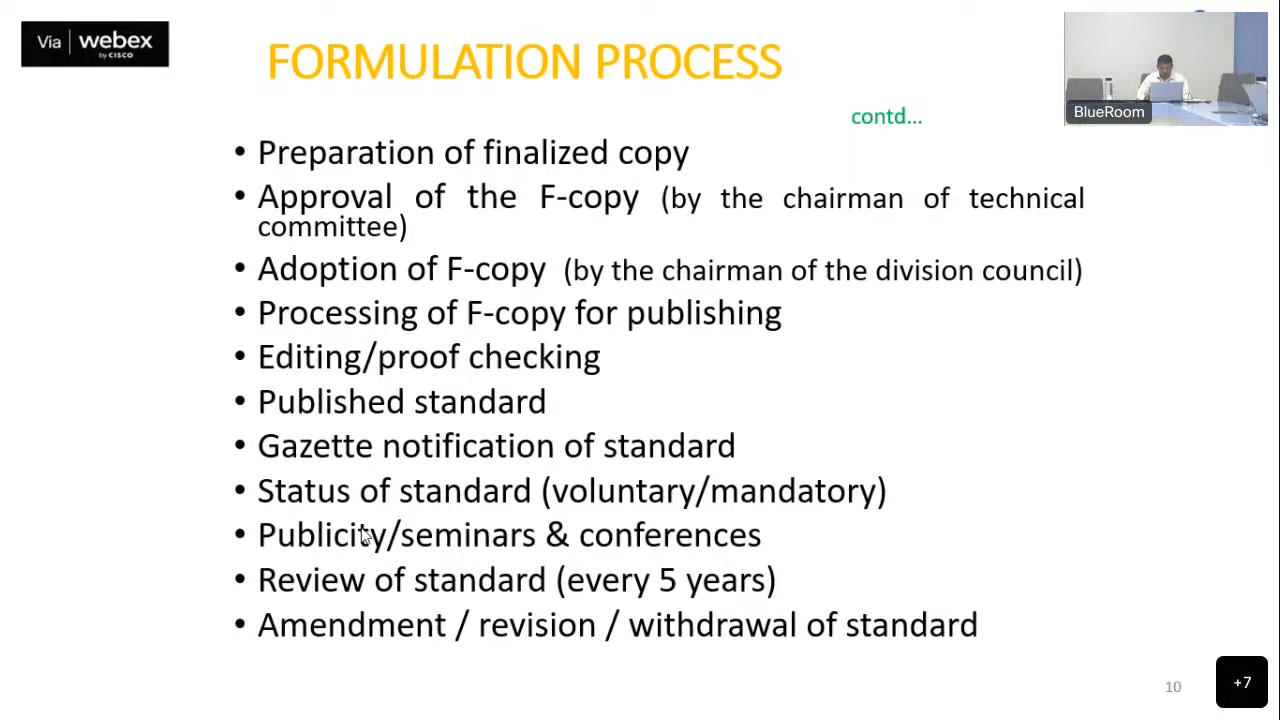 Via webex
by CISCO
FORMULATION PROCESS
BlueRoom
contd...
• Preparation of finalized copy
• Approval of the F-copy (by the chairman of technical
committee)
• Adoption of F-copy (by the chairman of the division council)
• Processing of F-copy for publishing
• Editing/proof checking
• Published standard
• Gazette notification of standard
• Status of standard (voluntary/mandatory)
• Publicity/seminars & conferences
• Review of standard (every 5 years)
• Amendment / revision / withdrawal of standard
10
+7